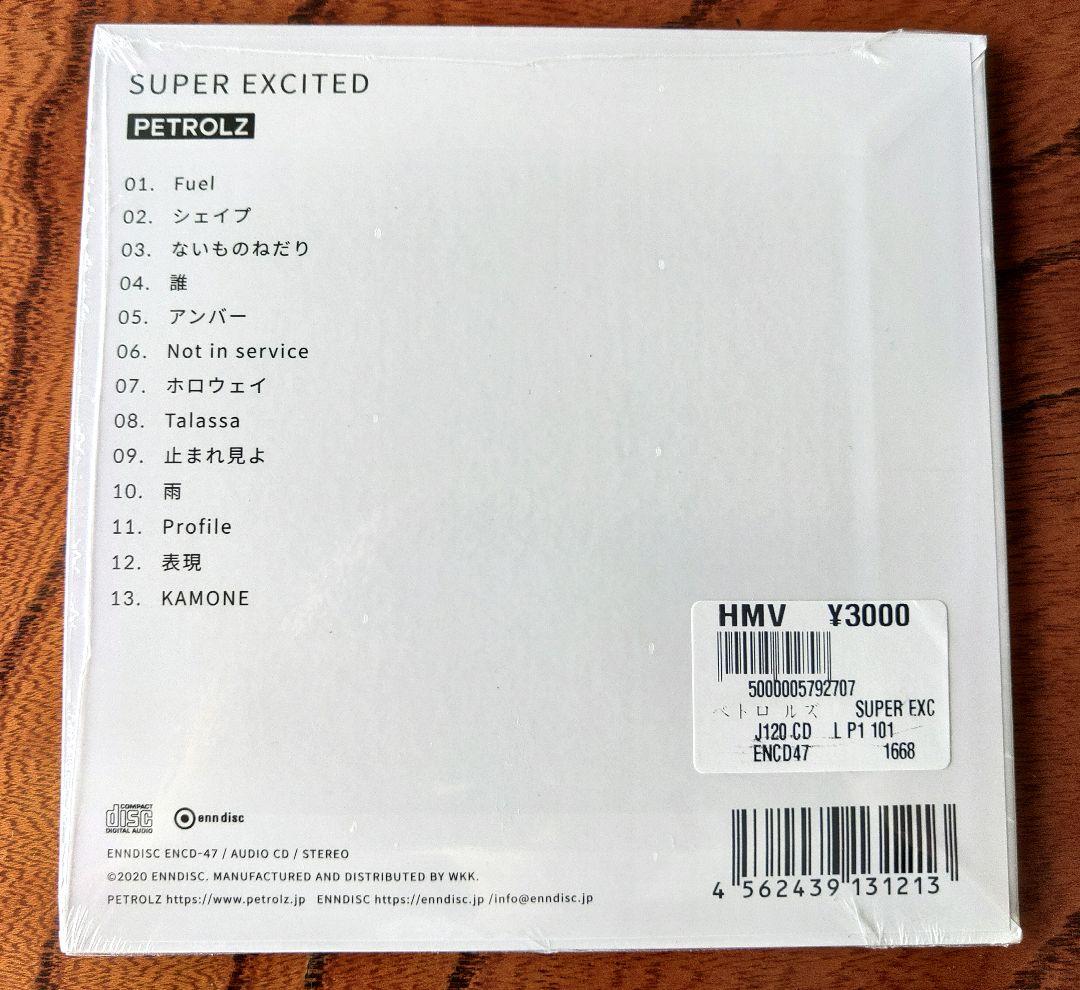 SUPER EXCITED
PETROLZ
01. Fuel
02. シェイプ
03. ないものねだり
04. 誰
05. アンバー
06. Not in service
07. ホロウェイ
08. Talassa
09. 止まれ見よ
10. 雨
11. Profile
12. 表現
13. KAMONE
HMV ¥3000
5000005792707
ペトロルズ SUPER EXC
J120 CD L P1 101
ENCD47 1668
COMPACT
disc
DIGITAL AUDIO
enn disc
ENNDISC ENCD-47 / AUDIO CD / STEREO
©2020 ENNDISC. MANUFACTURED AND DISTRIBUTED BY WKK.
PETROLZ https://www.petrolz.jp ENNDISC https://enndisc.jp /info@enndisc.jp
4 562439 131213